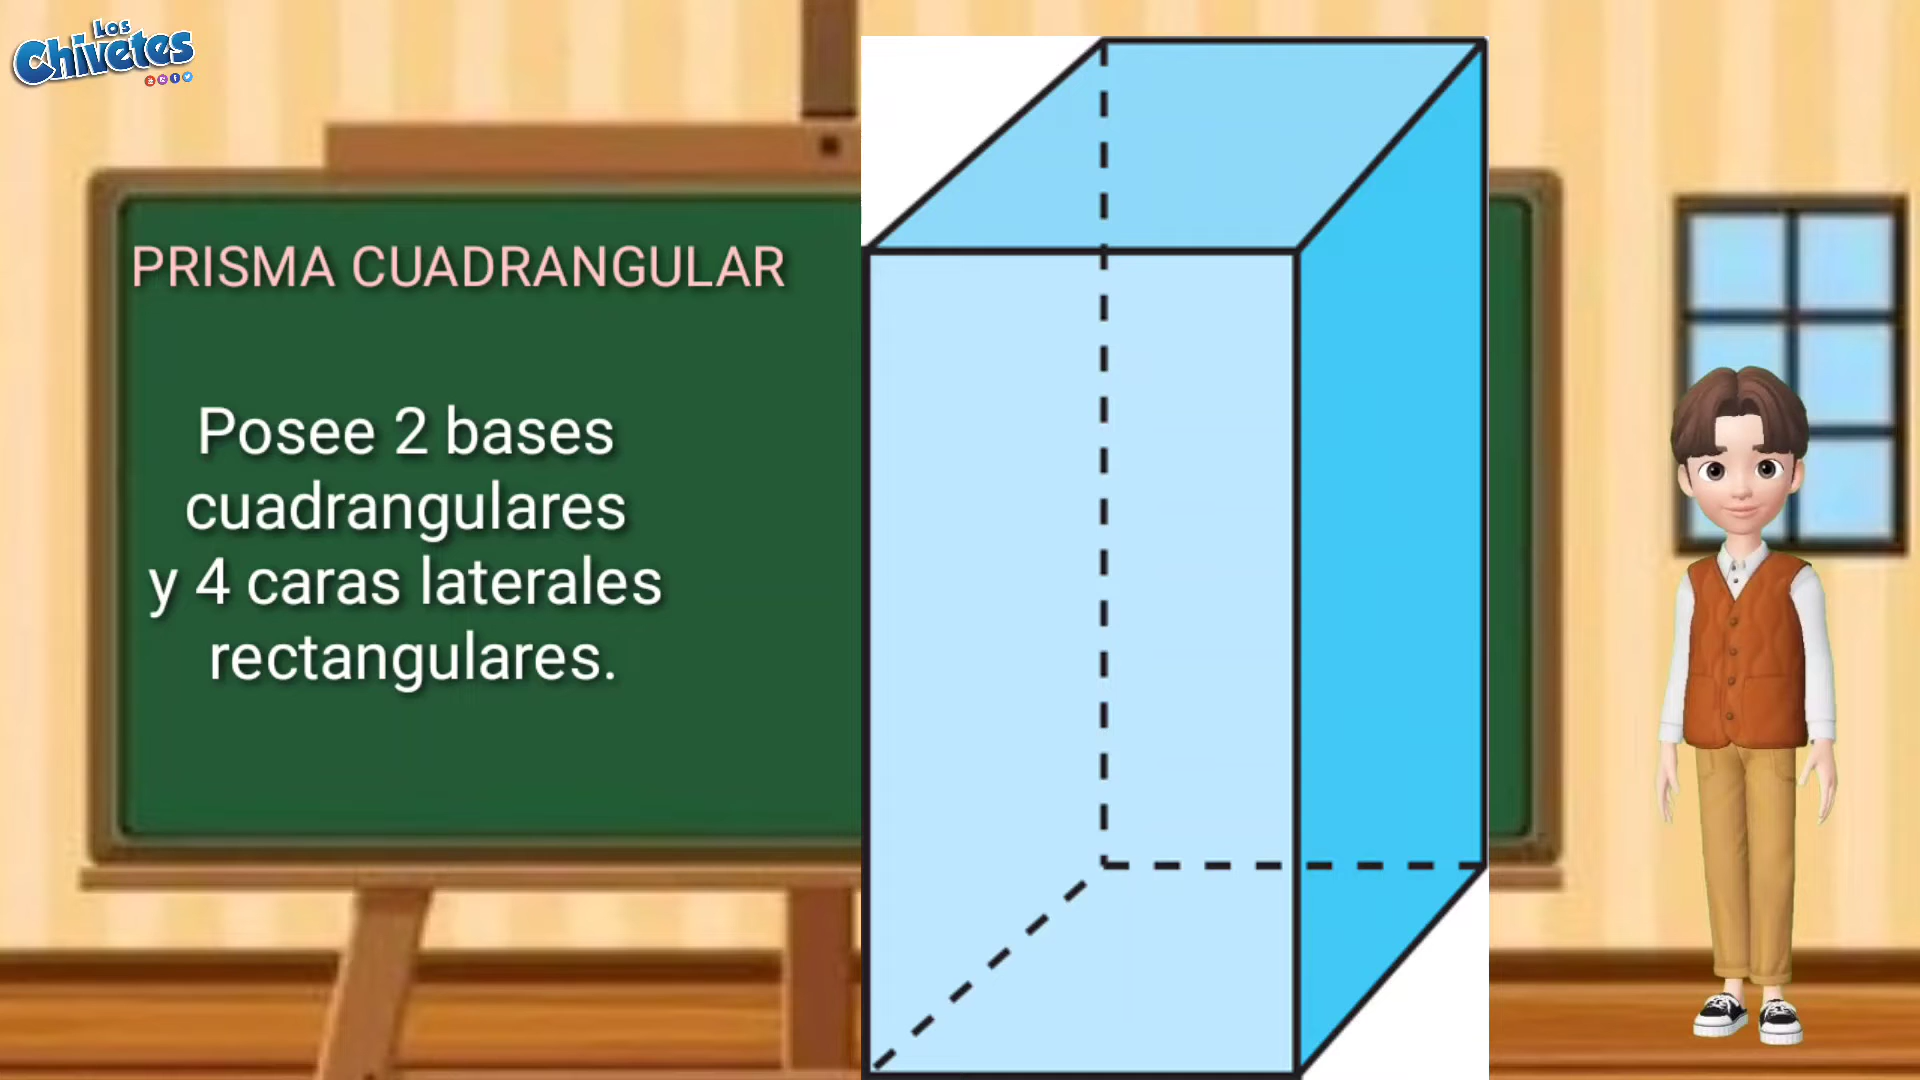 Los
Chivetes
PRISMA CUADRANGULAR
Posee 2 bases
cuadrangulares
y 4 caras laterales
rectangulares.